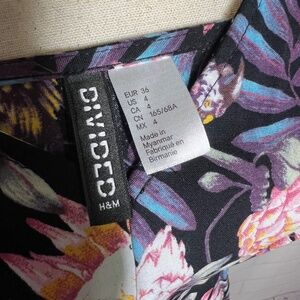 DIVIDED
H&M
EUR 36
US 4
CA 4
CN 165/68A
MX 4
Made in
Myanmar
Fabriqué en
Birmanie